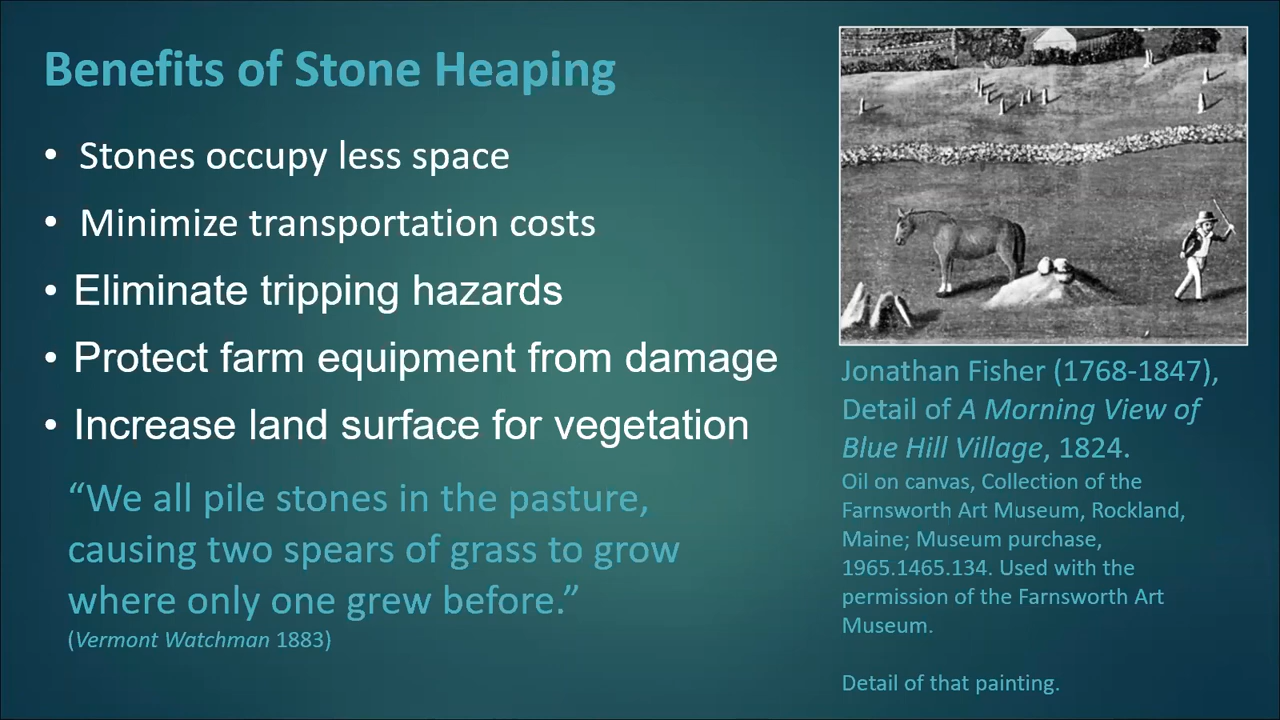 Benefits of Stone Heaping
• Stones occupy less space
• Minimize transportation costs
• Eliminate tripping hazards
• Protect farm equipment from damage
• Increase land surface for vegetation
“We all pile stones in the pasture,
causing two spears of grass to grow
where only one grew before.”
(Vermont Watchman 1883)
Jonathan Fisher (1768-1847),
Detail of A Morning View of
Blue Hill Village, 1824.
Oil on canvas, Collection of the
Farnsworth Art Museum, Rockland,
Maine; Museum purchase,
1965.1465.134. Used with the
permission of the Farnsworth Art
Museum.
Detail of that painting.